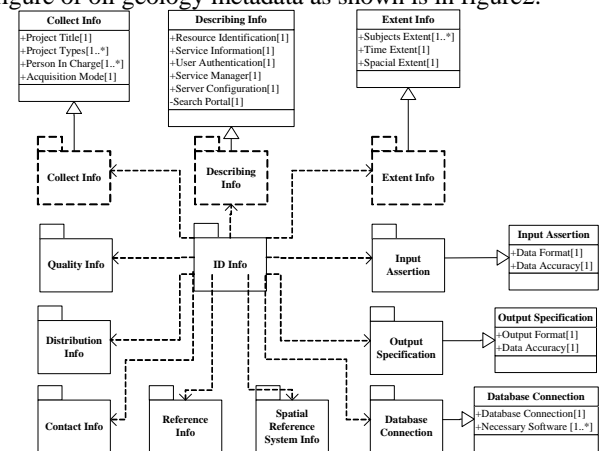 figure of oil geology metadata as shown is in figure2.
Collect Info
+Project Title[1]
+Project Types[1..*]
+Person In Charge[1..*]
+Acquisition Mode[1]
Describing Info
+Resource Identification[1]
+Service Information[1]
+User Authentication[1]
+Service Manager[1]
+Server Configuration[1]
-Search Portal[1]
Extent Info
+Subjects Extent[1..*]
+Time Extent[1]
+Spacial Extent[1]
Collect Info
Describing
Info
Extent Info
Quality Info
ID Info
Input
Assertion
Input Assertion
+Data Format[1]
+Data Accuracy[1]
Distribution
Info
Output
Specification
Output Specification
+Output Format[1]
+Data Accuracy[1]
Contact Info
Reference
Info
Spatial
Reference
System Info
Database
Connection
Database Connection
+Database Connection[1]
+Necessary Software [1..*]